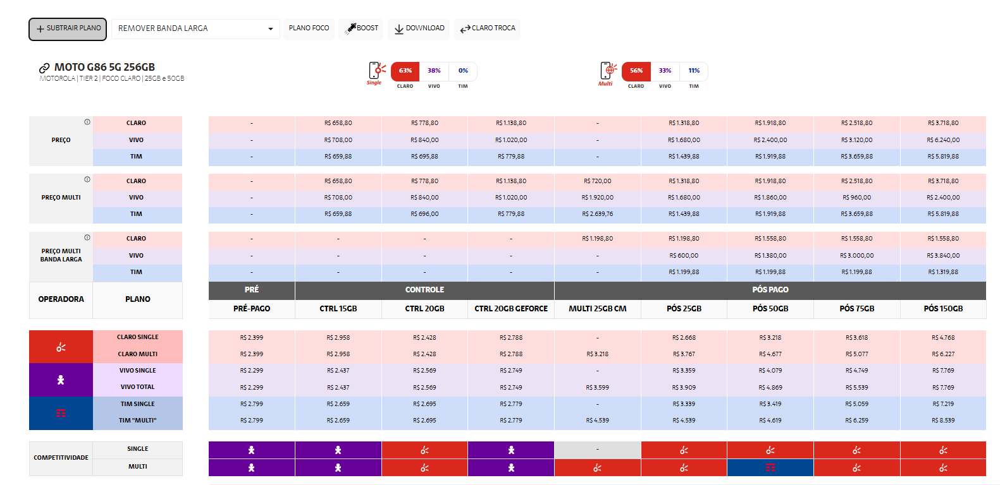 SUBTRAIR PLANO REMOVER BANDA LARGA PLANO FOCO BOOST DOWNLOAD CLARO TROCA
MOTO G86 5G 256GB
MOTOROLA | TIER 2 | FOCO CLARO | 25GB e 50GB
Single 63% 38% 0%
CLARO VIVO TIM
Multi 56% 33% 11%
CLARO VIVO TIM
PREÇO
CLARO - R$ 658,80 R$ 778,80 R$ 1.138,80 - R$ 1.318,80 R$ 1.918,80 R$ 2.518,80 R$ 3.718,80
VIVO - R$ 708,00 R$ 840,00 R$ 1.020,00 - R$ 1.680,00 R$ 2.400,00 R$ 3.120,00 R$ 6.240,00
TIM - R$ 659,88 R$ 695,88 R$ 779,88 - R$ 1.439,88 R$ 1.919,88 R$ 3.659,88 R$ 5.819,88
PREÇO MULTI
CLARO - R$ 658,80 R$ 778,80 R$ 1.138,80 R$ 720,00 R$ 1.318,80 R$ 1.918,80 R$ 2.518,80 R$ 3.718,80
VIVO - R$ 708,00 R$ 840,00 R$ 1.020,00 R$ 1.920,00 R$ 1.680,00 R$ 1.860,00 R$ 960,00 R$ 2.400,00
TIM - R$ 659,88 R$ 696,00 R$ 779,88 R$ 2.639,76 R$ 1.439,88 R$ 1.919,88 R$ 3.659,88 R$ 5.819,88
PREÇO MULTI
BANDA LARGA
CLARO - - - - R$ 1.198,80 R$ 1.198,80 R$ 1.558,80 R$ 1.558,80 R$ 1.558,80
VIVO - - - - - R$ 600,00 R$ 1.380,00 R$ 3.000,00 R$ 3.840,00
TIM - - - - - R$ 1.199,88 R$ 1.199,88 R$ 1.199,88 R$ 1.319,88
OPERADORA PLANO
PRÉ CONTROLE PÓS PAGO
PRÉ-PAGO CTRL 15GB CTRL 20GB CTRL 20GB GEFORCE MULTI 25GB CM PÓS 25GB PÓS 50GB PÓS 75GB PÓS 150GB
CLARO SINGLE R$ 2.399 R$ 2.958 R$ 2.428 R$ 2.788 - R$ 2.668 R$ 3.218 R$ 3.618 R$ 4.768
CLARO MULTI R$ 2.399 R$ 2.958 R$ 2.428 R$ 2.788 R$ 3.218 R$ 3.767 R$ 4.677 R$ 5.077 R$ 6.227
VIVO SINGLE R$ 2.299 R$ 2.437 R$ 2.569 R$ 2.749 - R$ 3.359 R$ 4.079 R$ 4.749 R$ 7.769
VIVO TOTAL R$ 2.299 R$ 2.437 R$ 2.569 R$ 2.749 R$ 3.599 R$ 3.909 R$ 4.869 R$ 5.539 R$ 7.769
TIM SINGLE R$ 2.799 R$ 2.659 R$ 2.695 R$ 2.779 - R$ 3.339 R$ 3.419 R$ 5.059 R$ 7.219
TIM "MULTI" R$ 2.799 R$ 2.659 R$ 2.695 R$ 2.779 R$ 4.539 R$ 4.539 R$ 4.619 R$ 6.259 R$ 8.539
COMPETITIVIDADE
SINGLE -
MULTI